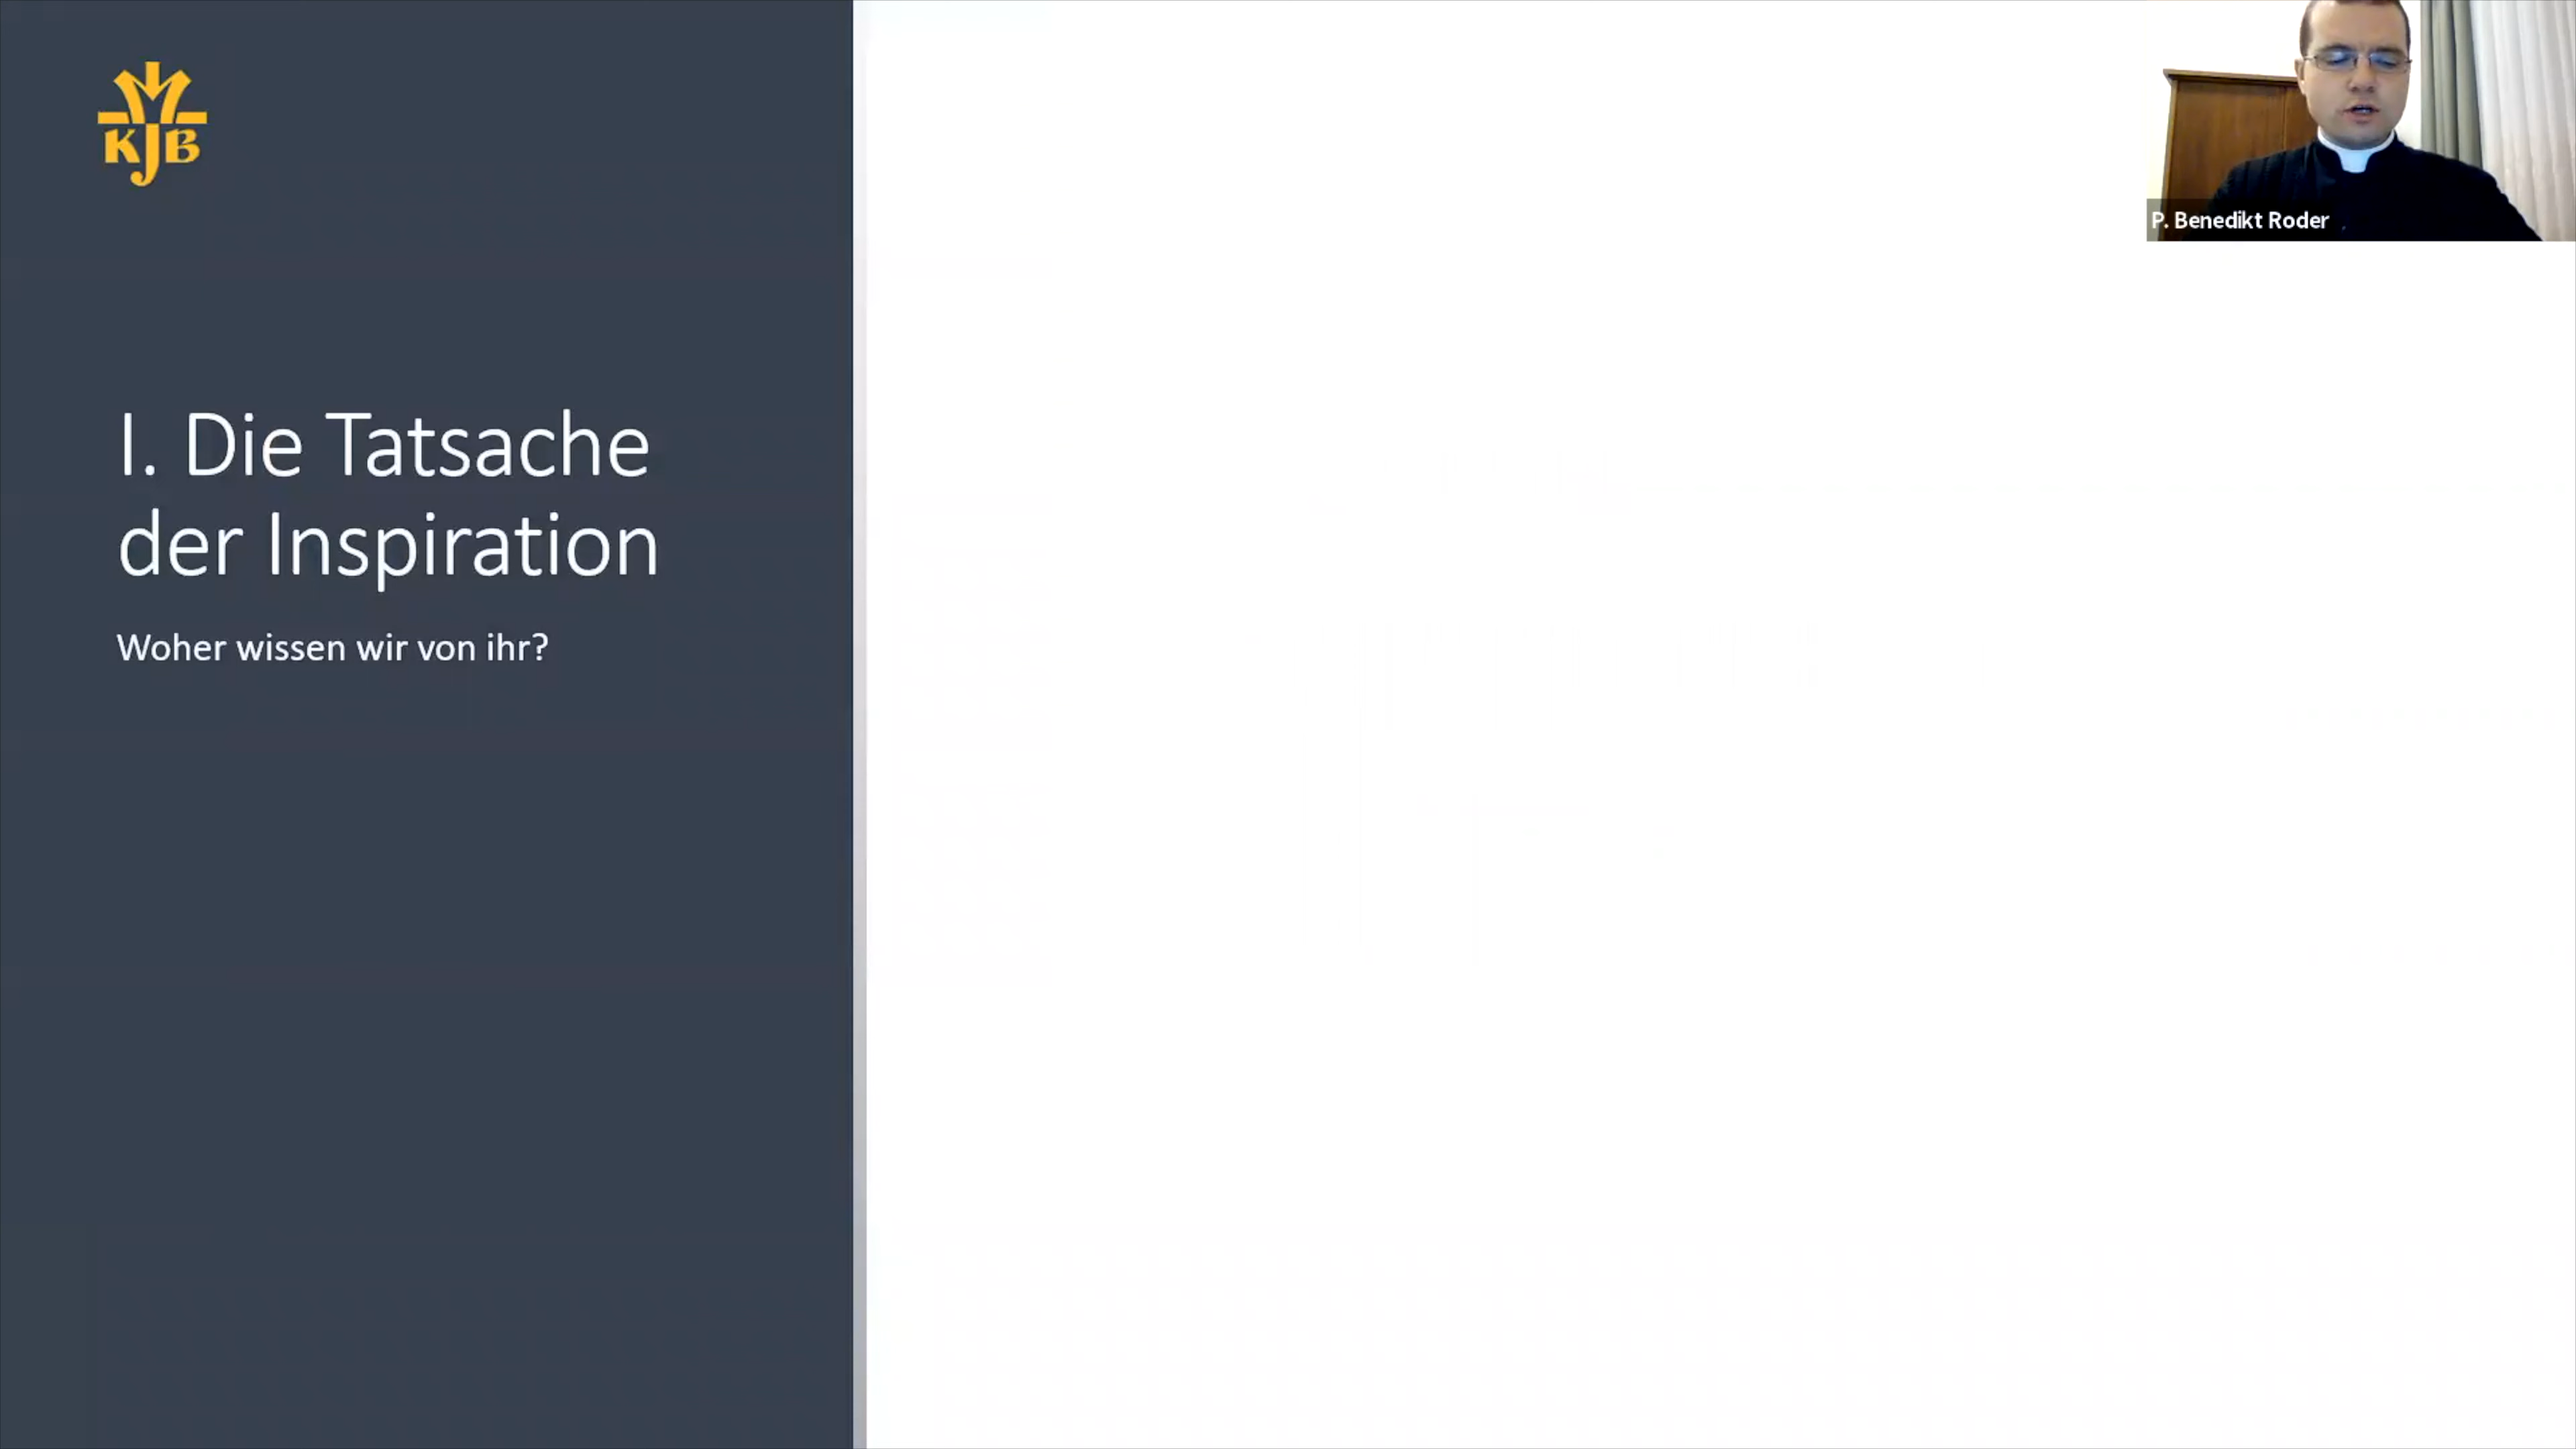 KJB
I. Die Tatsache
der Inspiration
Woher wissen wir von ihr?
P. Benedikt Roder